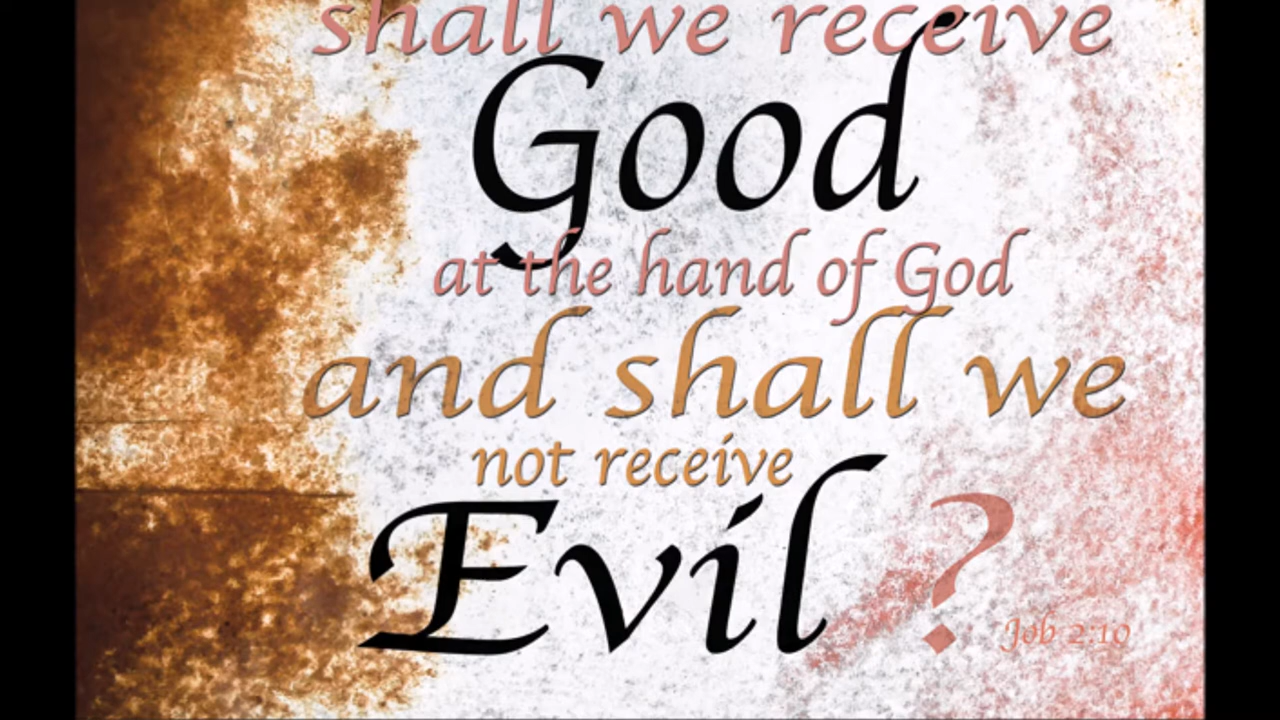 shall we receive
Good
at the hand of God
and shall we
not receive
Evil ?
Job 2:10